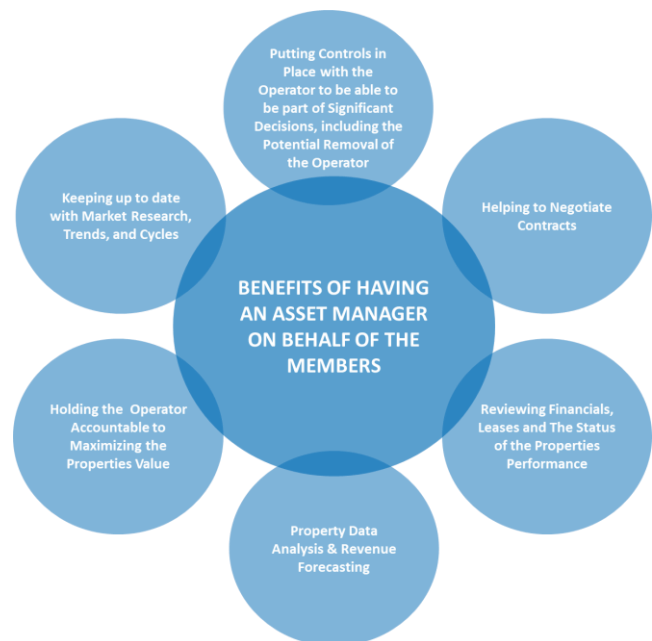 Putting Controls in
Place with the
Operator to be able to
be part of Significant
Decisions, including the
Potential Removal of
the Operator
Keeping up to date
with Market Research,
Trends, and Cycles
Helping to Negotiate
Contracts
BENEFITS OF HAVING
AN ASSET MANAGER
ON BEHALF OF THE
MEMBERS
Holding the Operator
Accountable to
Maximizing the
Properties Value
Reviewing Financials,
Leases and The Status
of the Properties
Performance
Property Data
Analysis & Revenue
Forecasting